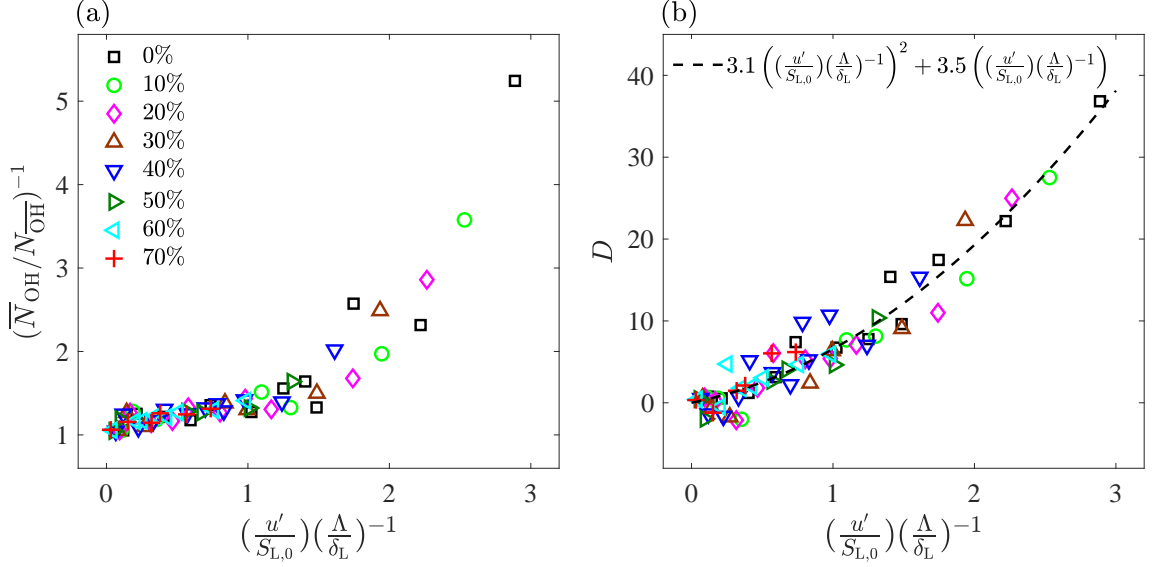 (a)
0%
10%
20%
30%
40%
50%
60%
70%
5
4
3
2
1
0 1 2 3
(N̅_OH/N_O̅H̅)⁻¹
(u′/S_L,0)(Λ/δ_L)⁻¹
(b)
3.1 ((u′/S_L,0)(Λ/δ_L)⁻¹)² + 3.5 ((u′/S_L,0)(Λ/δ_L)⁻¹)
40
30
20
10
0
0 1 2 3
D
(u′/S_L,0)(Λ/δ_L)⁻¹